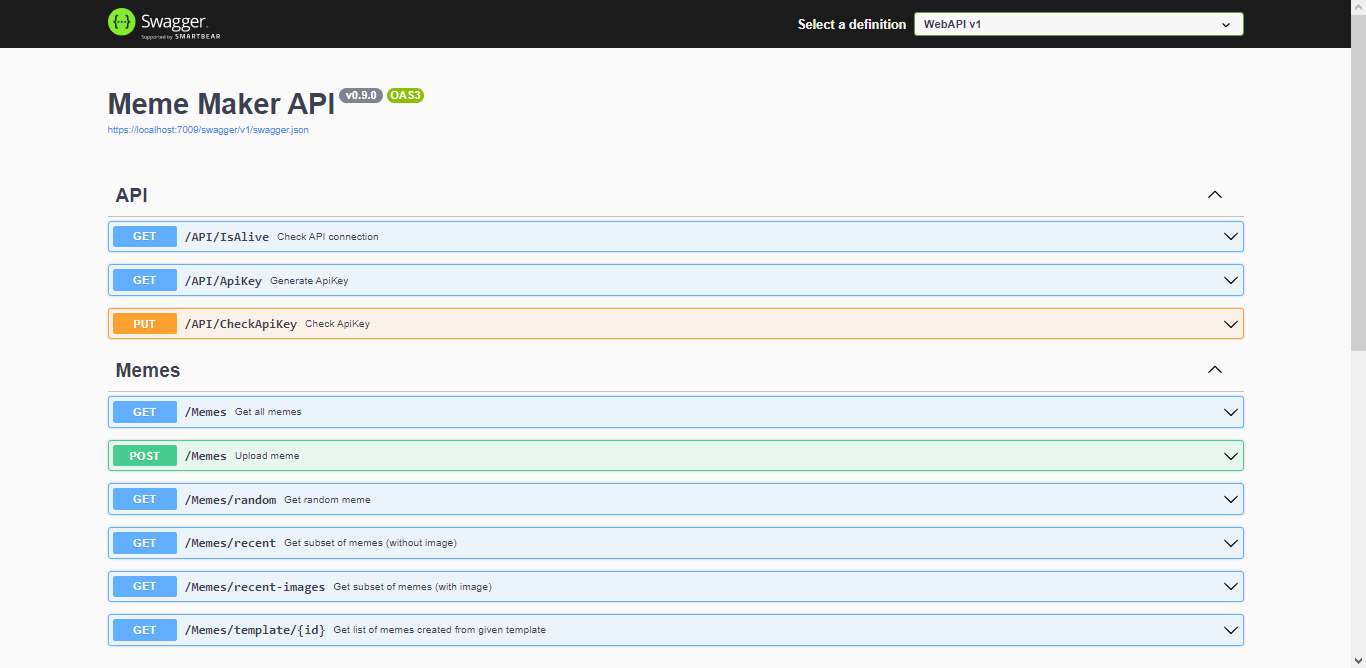 Swagger.
Supported by SMARTBEAR
Select a definition
WebAPI v1
Meme Maker API v0.9.0 OAS3
https://localhost:7009/swagger/v1/swagger.json
API
GET /API/IsAlive Check API connection
GET /API/ApiKey Generate ApiKey
PUT /API/CheckApiKey Check ApiKey
Memes
GET /Memes Get all memes
POST /Memes Upload meme
GET /Memes/random Get random meme
GET /Memes/recent Get subset of memes (without image)
GET /Memes/recent-images Get subset of memes (with image)
GET /Memes/template/{id} Get list of memes created from given template